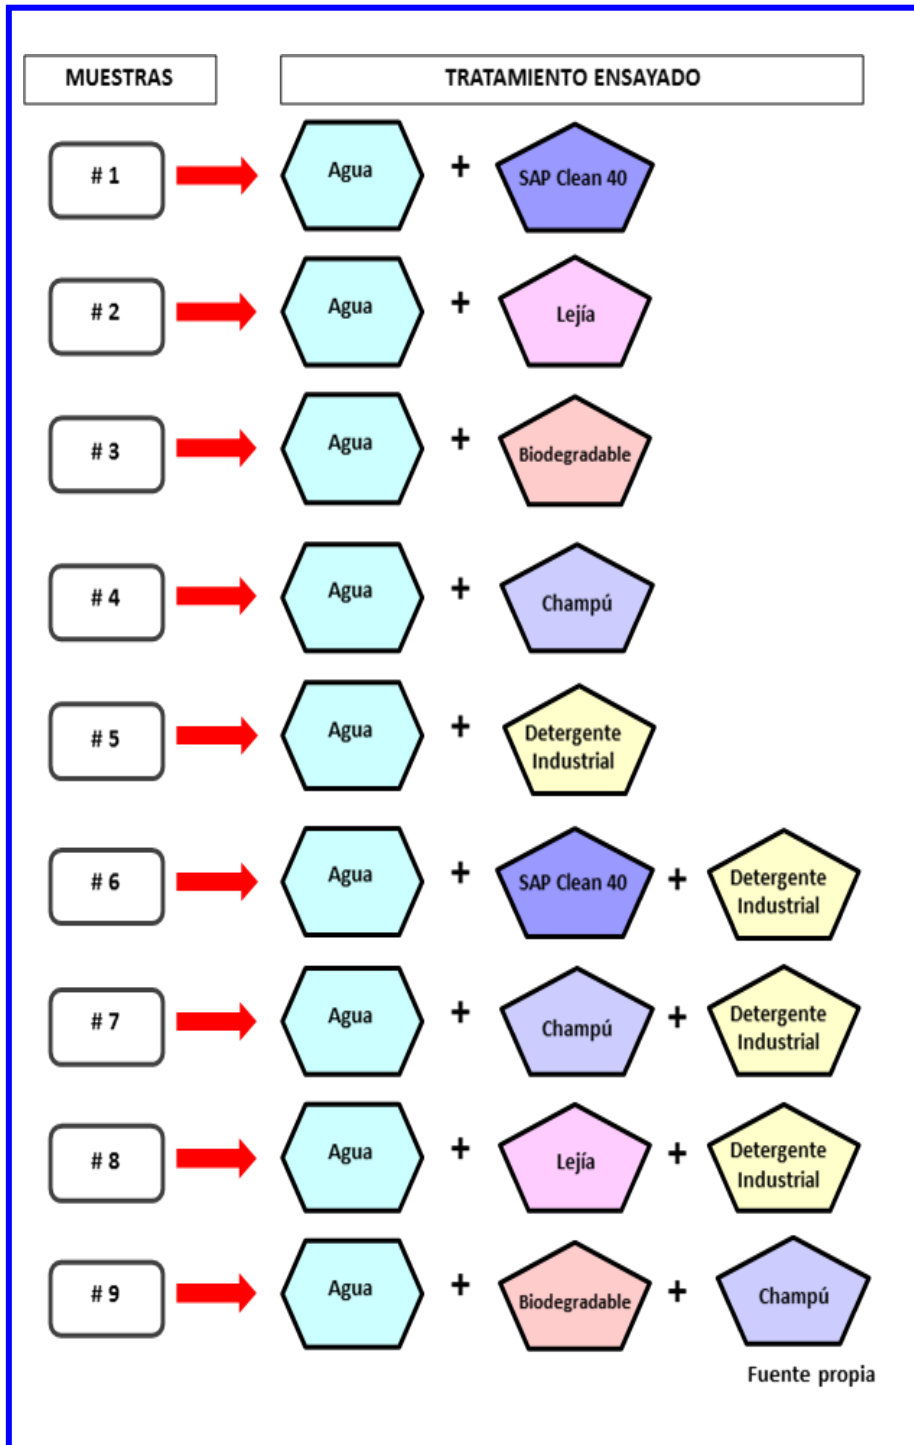 MUESTRAS TRATAMIENTO ENSAYADO
# 1 Agua + SAP Clean 40
# 2 Agua + Lejía
# 3 Agua + Biodegradable
# 4 Agua + Champú
# 5 Agua + Detergente
Industrial
# 6 Agua + SAP Clean 40 + Detergente
Industrial
# 7 Agua + Champú + Detergente
Industrial
# 8 Agua + Lejía + Detergente
Industrial
# 9 Agua + Biodegradable + Champú
Fuente propia